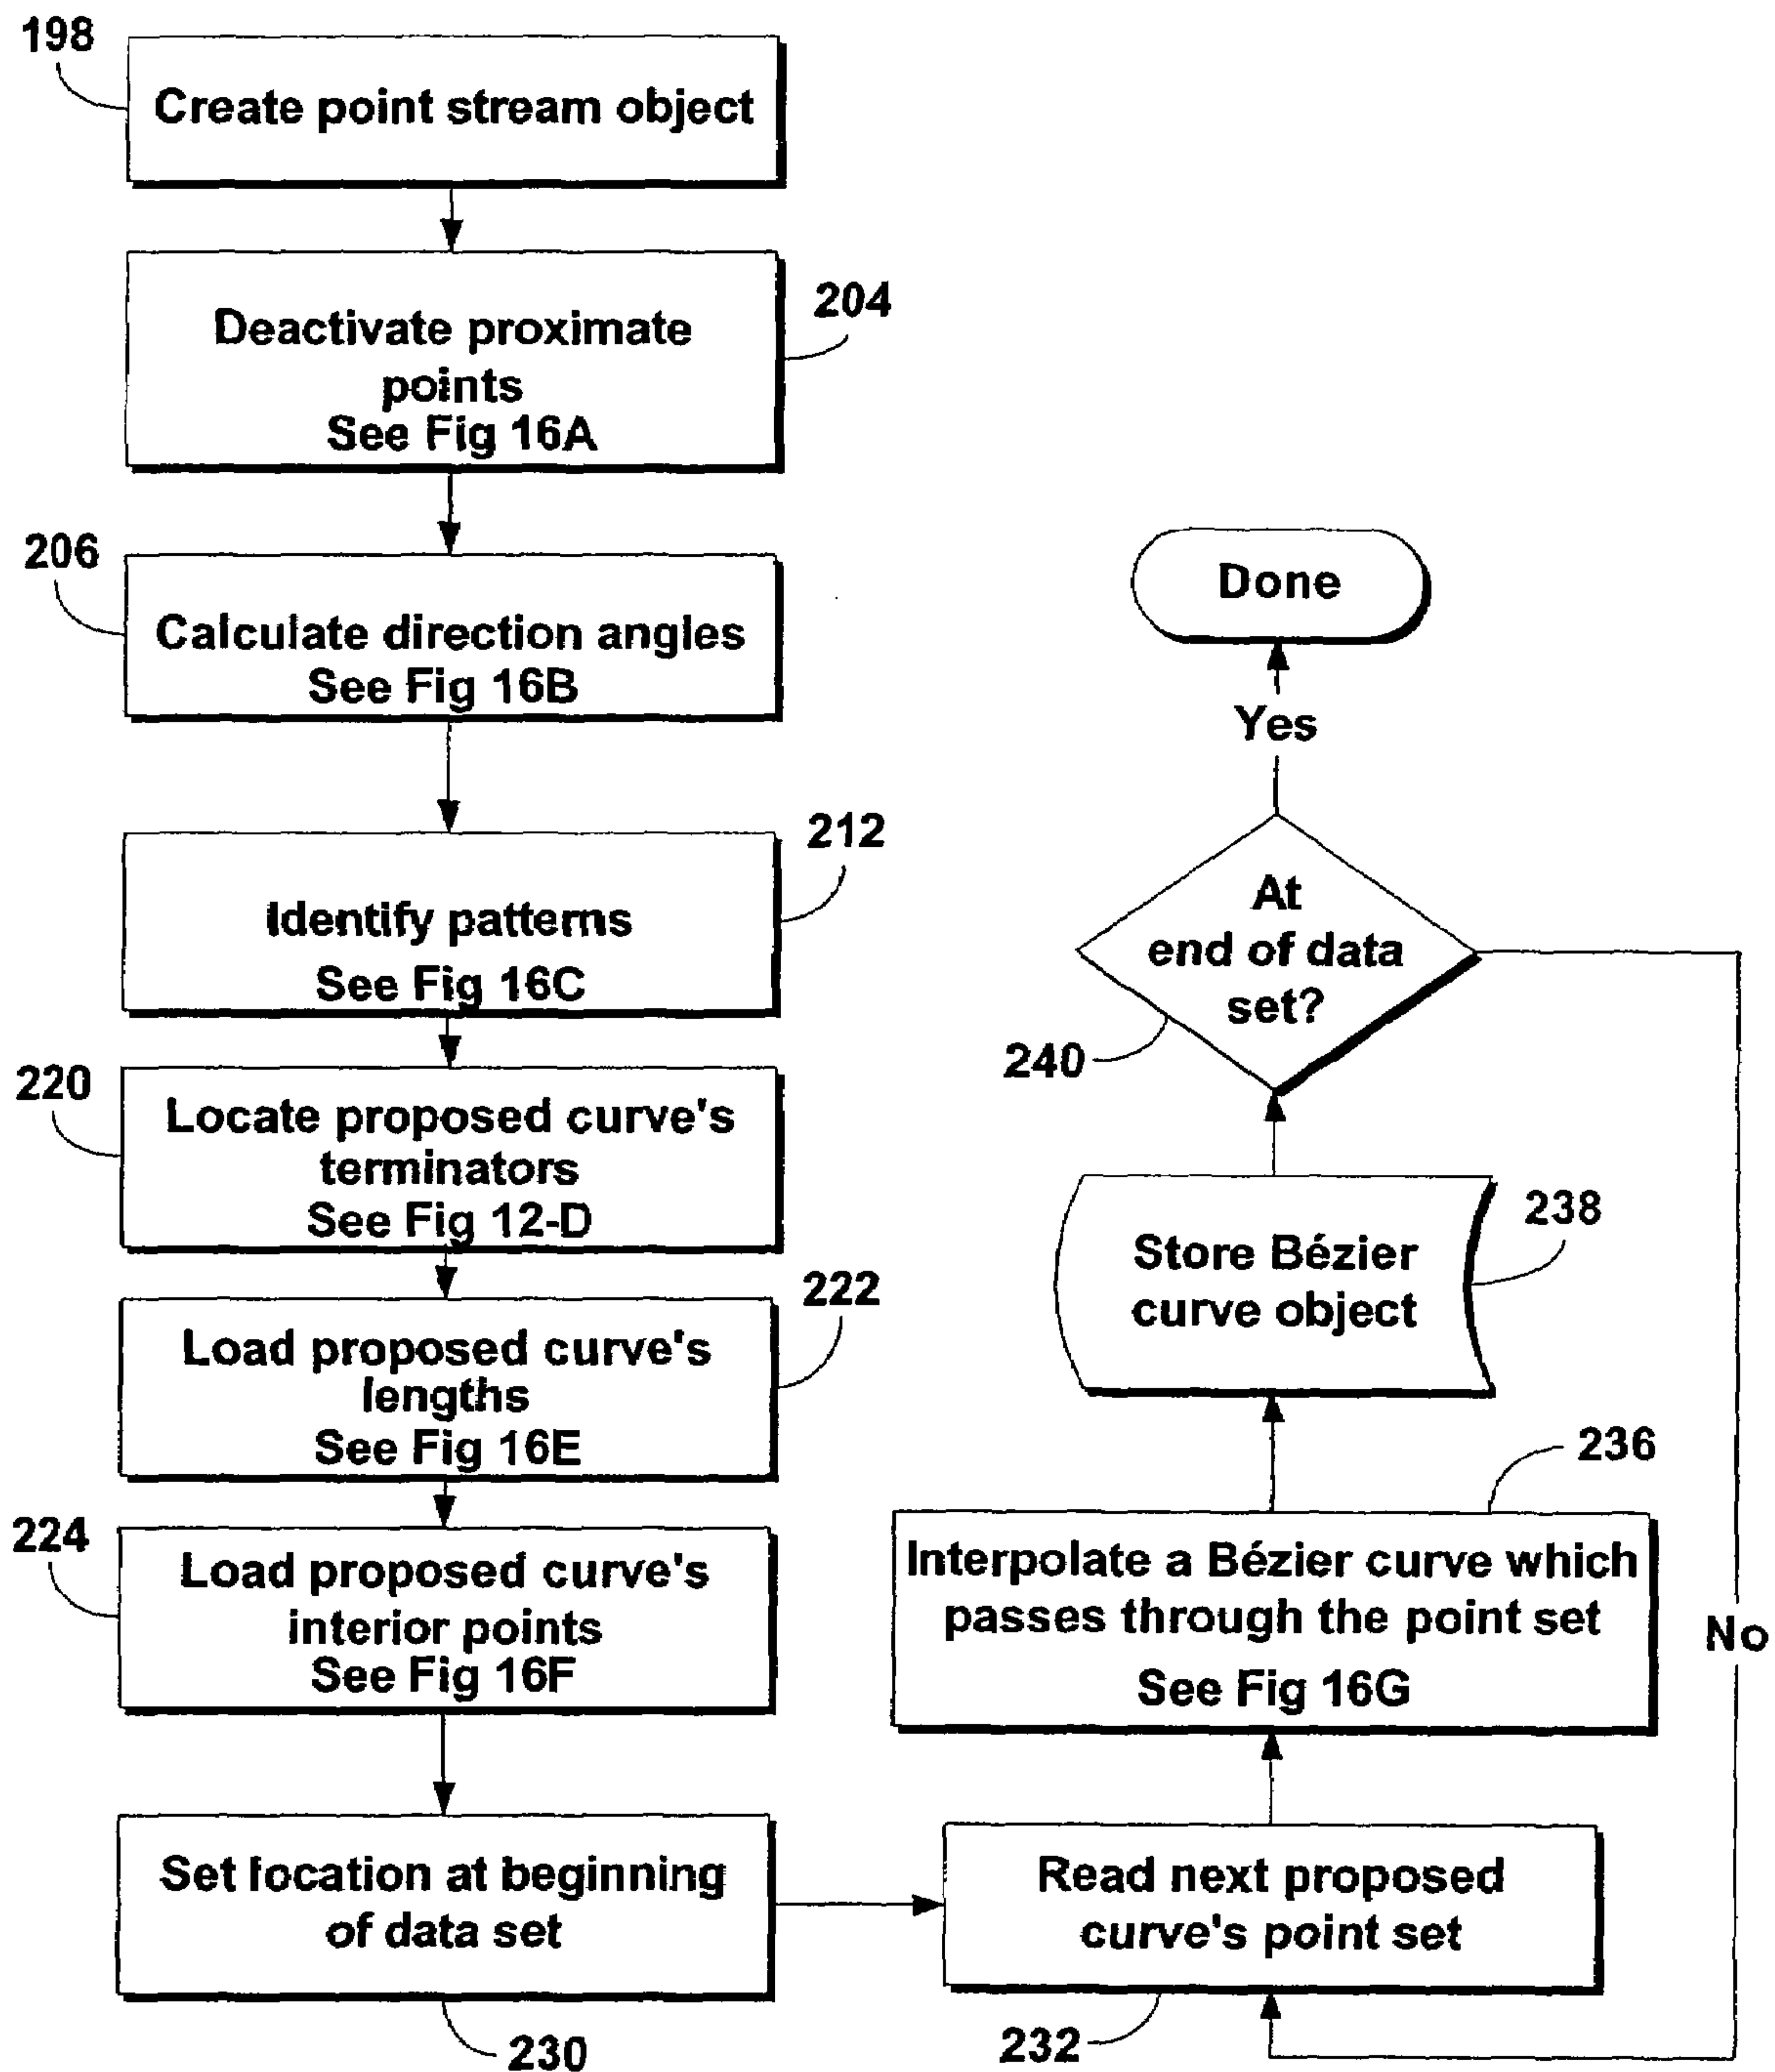 198
Create point stream object
204
Deactivate proximate
points
See Fig 16A
206
Calculate direction angles
See Fig 16B
212
Identify patterns
See Fig 16C
220
Locate proposed curve's
terminators
See Fig 12-D
222
Load proposed curve's
lengths
See Fig 16E
224
Load proposed curve's
interior points
See Fig 16F
Set location at beginning
of data set
230
Read next proposed
curve's point set
232
236
Interpolate a Bézier curve which
passes through the point set
See Fig 16G
238
Store Bézier
curve object
At
end of data
set?
240
No
Yes
Done